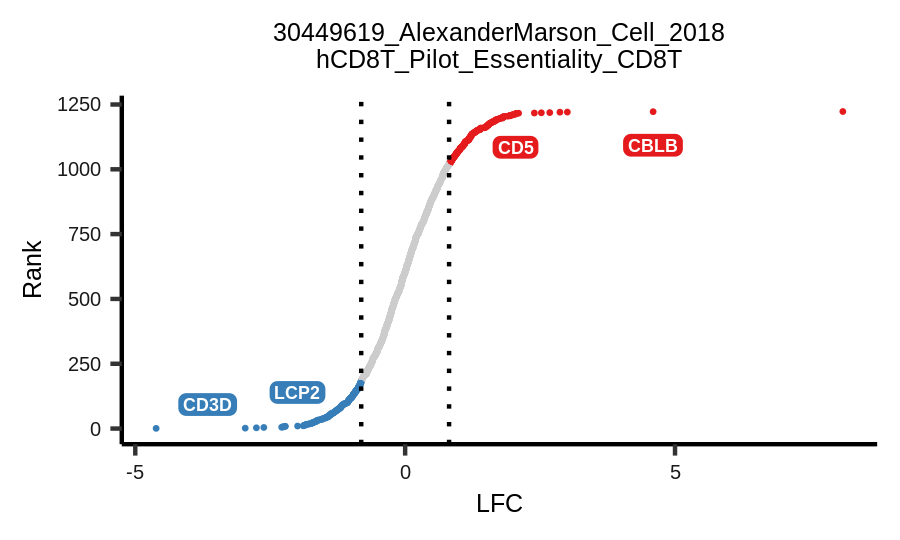 30449619_AlexanderMarson_Cell_2018
hCD8T_Pilot_Essentiality_CD8T
1250
1000
750
500
250
0
Rank
CD5
CBLB
LCP2
CD3D
-5
0
5
LFC